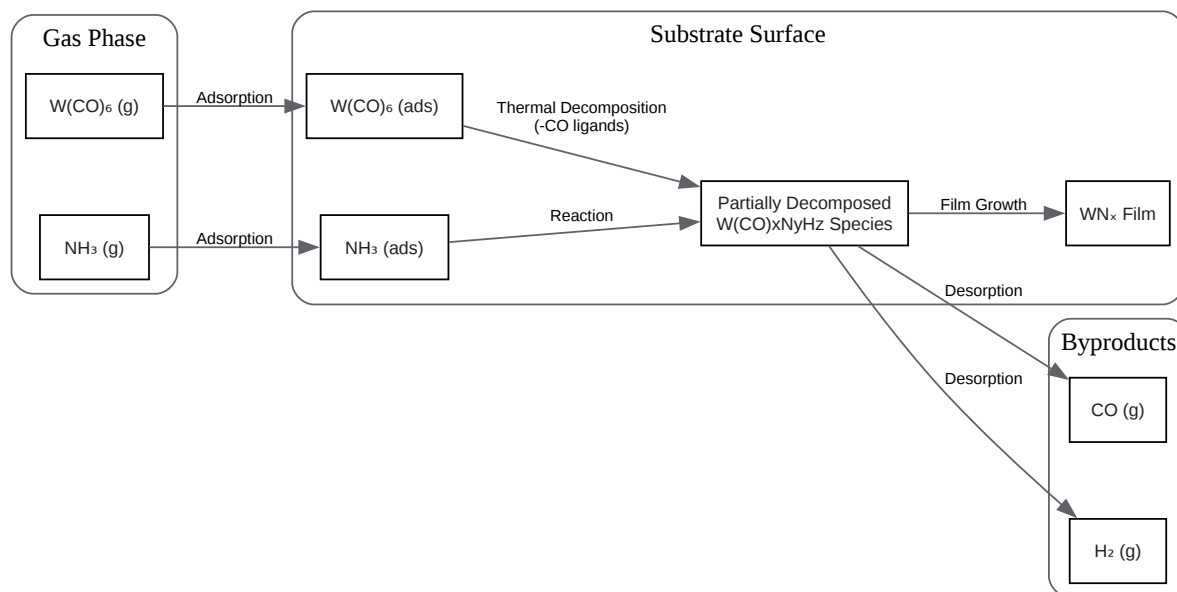 Gas Phase
Substrate Surface
W(CO)₆ (g)
Adsorption
W(CO)₆ (ads)
Thermal Decomposition
(-CO ligands)
NH₃ (g)
Adsorption
NH₃ (ads)
Reaction
Partially Decomposed
W(CO)xNyHz Species
Film Growth
WNₓ Film
Desorption
Desorption
Byproducts
CO (g)
H₂ (g)